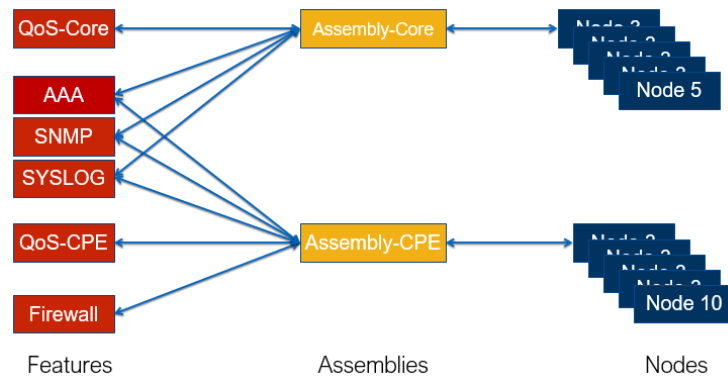 QoS-Core
Assembly-Core
Node 5
AAA
SNMP
SYSLOG
QoS-CPE
Assembly-CPE
Node 10
Firewall
Features
Assemblies
Nodes